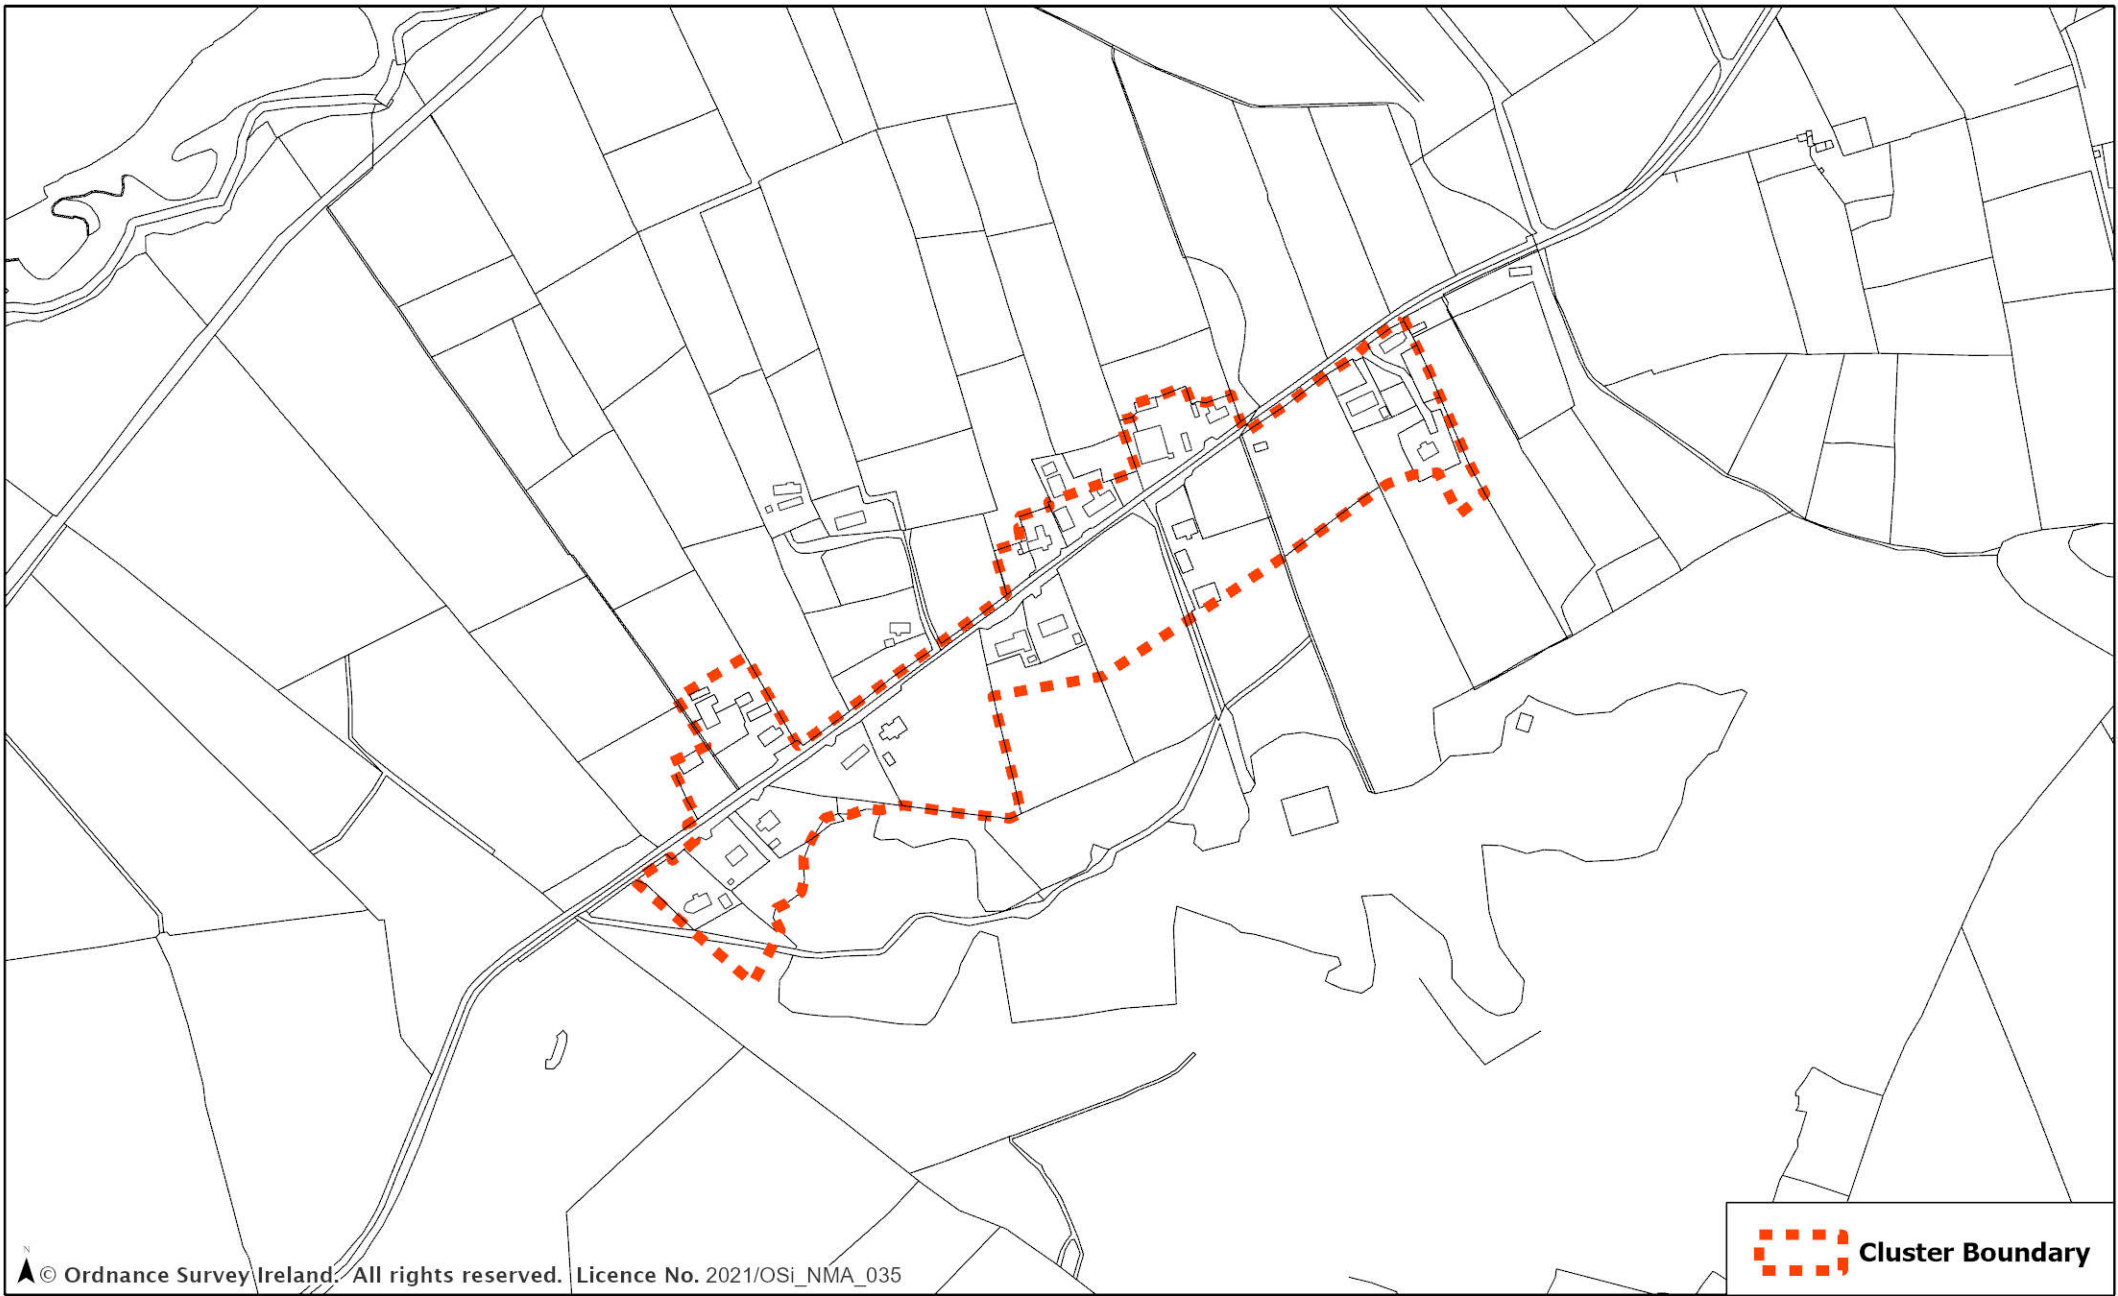 Cluster Boundary
N
© Ordnance Survey Ireland. All rights reserved. Licence No. 2021/OSi_NMA_035